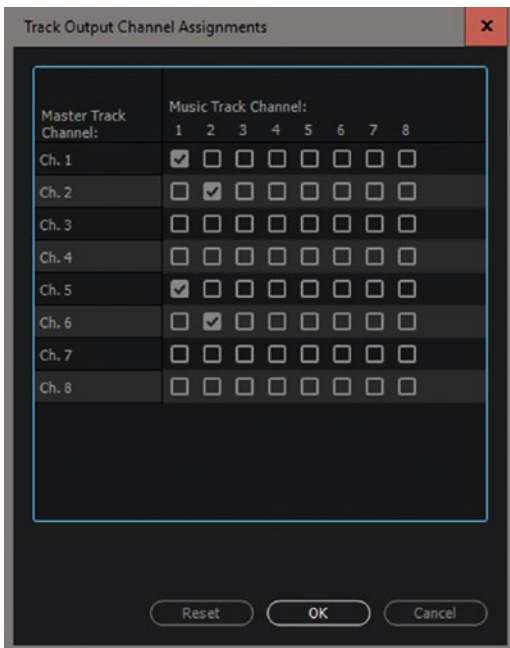 Track Output Channel Assignments
x
Master Track
Channel:
Music Track Channel:
1 2 3 4 5 6 7 8
Ch. 1
Ch. 2
Ch. 3
Ch. 4
Ch. 5
Ch. 6
Ch. 7
Ch. 8
Reset OK Cancel